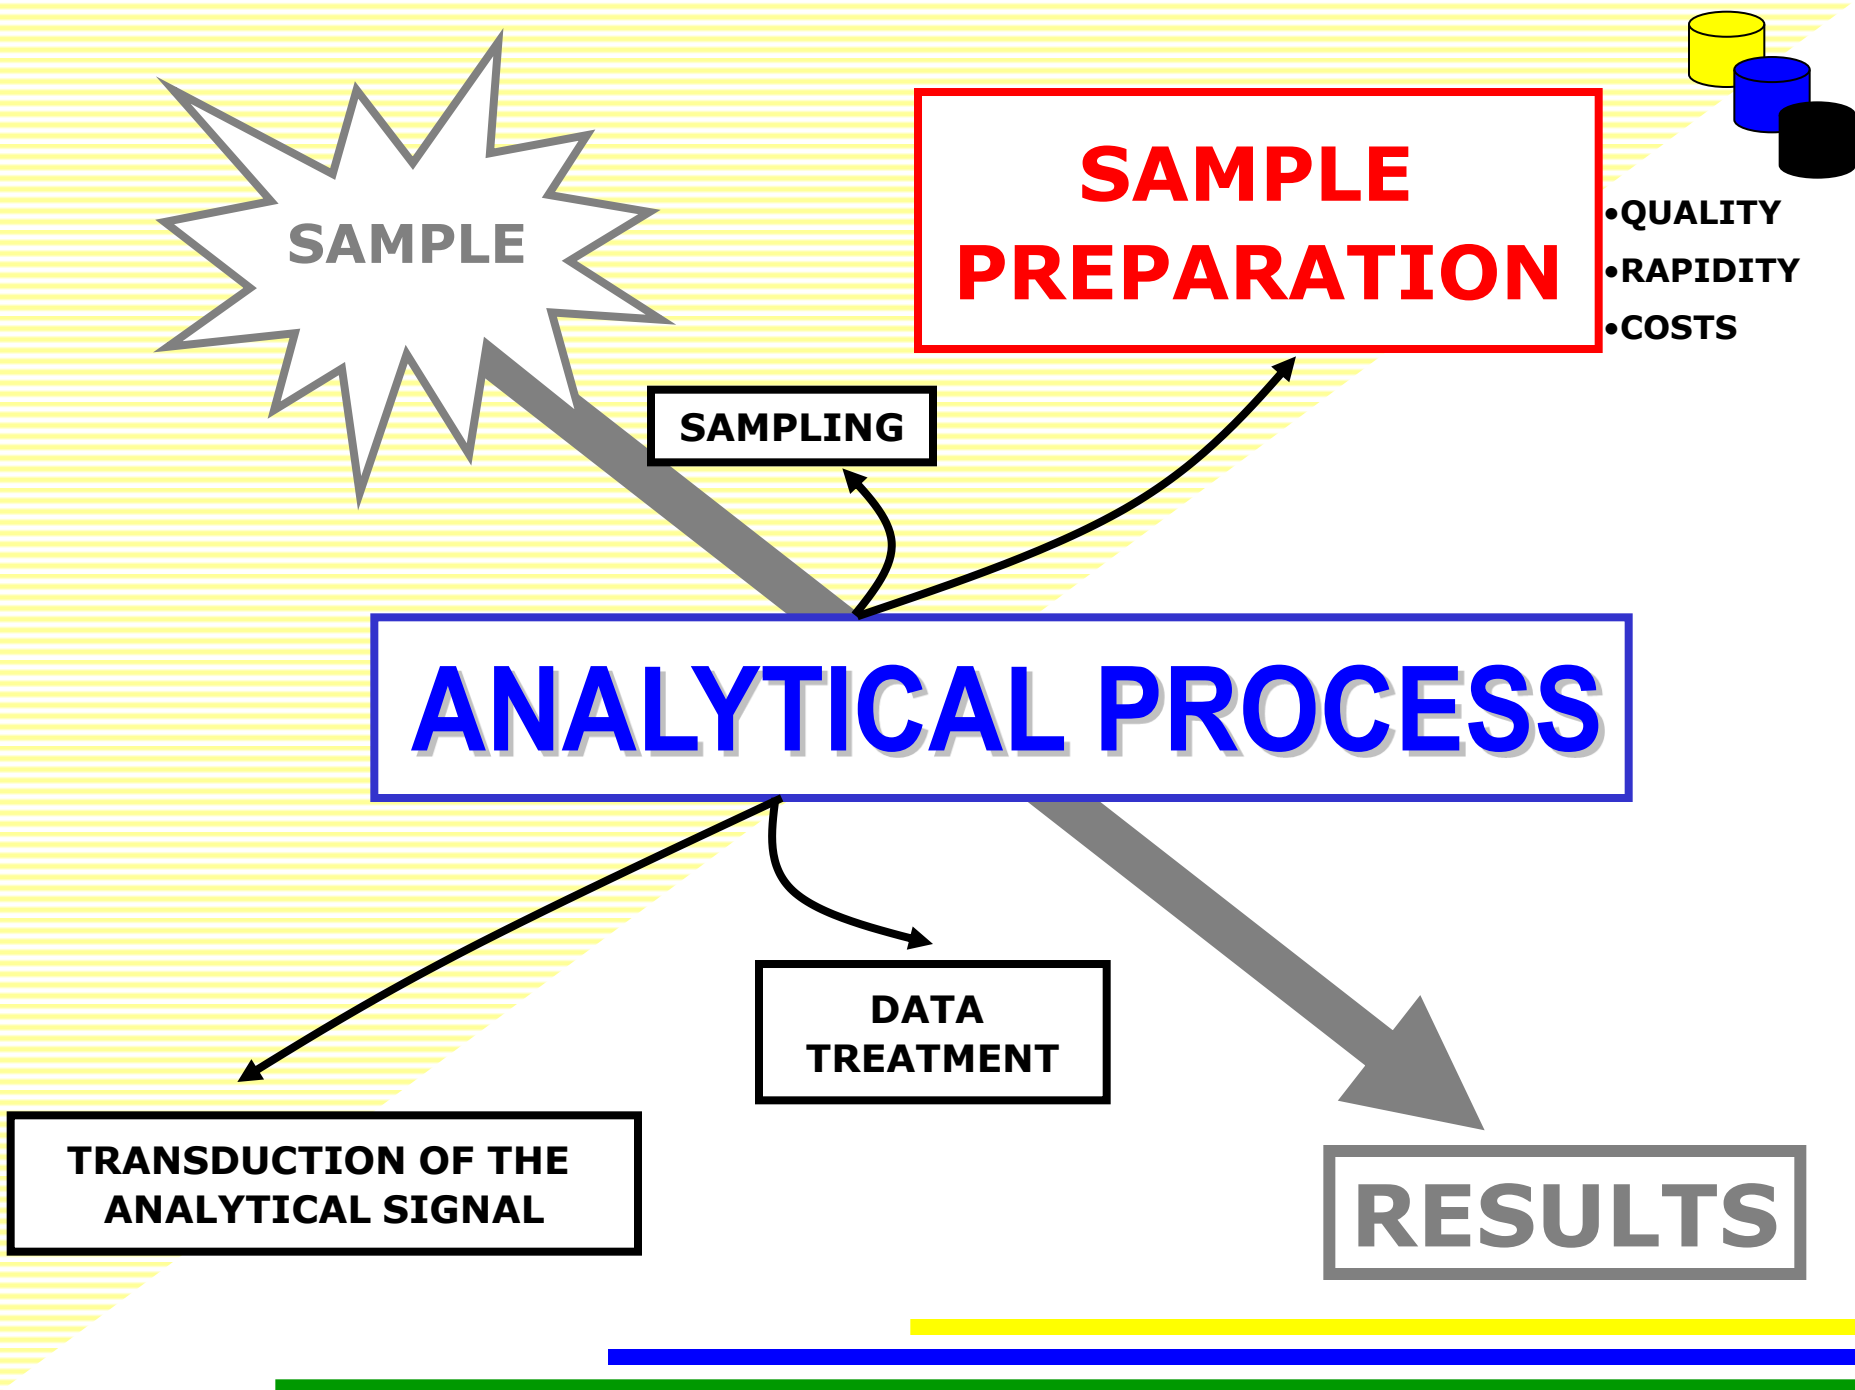 SAMPLE
SAMPLE
PREPARATION
•QUALITY
•RAPIDITY
•COSTS
SAMPLING
ANALYTICAL PROCESS
DATA
TREATMENT
TRANSDUCTION OF THE
ANALYTICAL SIGNAL
RESULTS